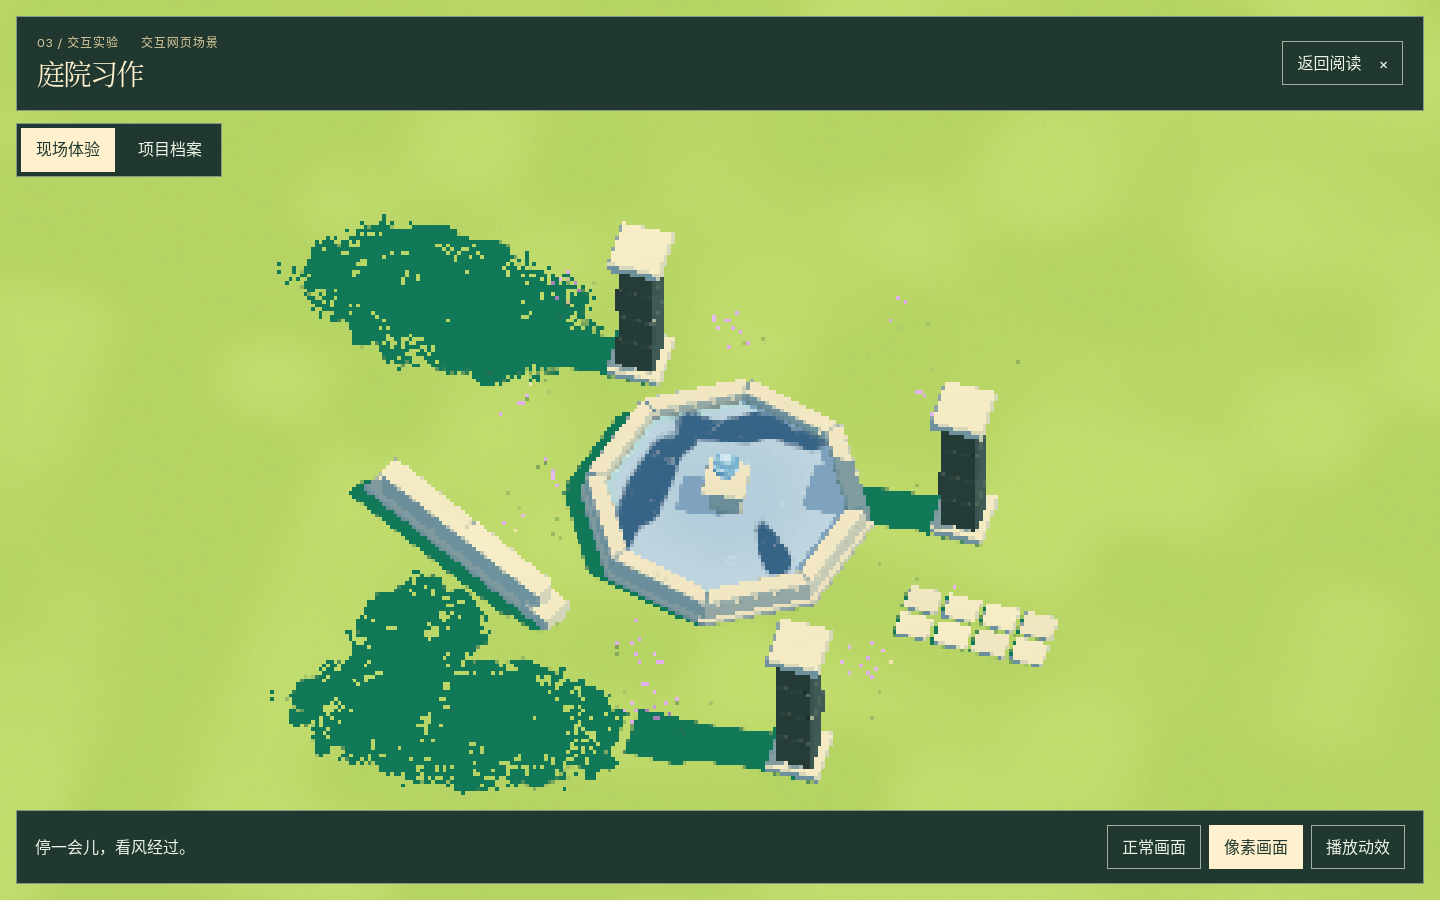 03 / 交互实验 交互网页场景
庭院习作
返回阅读 ×
现场体验 项目档案
停一会儿，看风经过。
正常画面 像素画面 播放动效